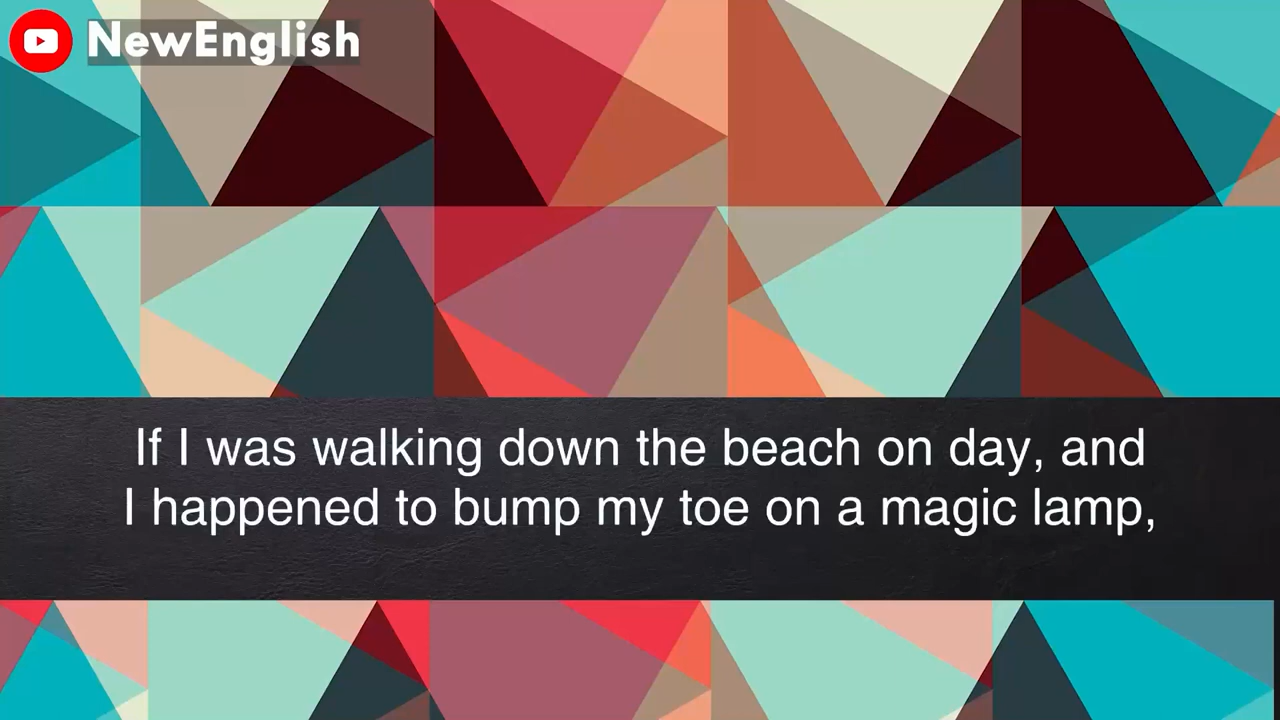 NewEnglish
If I was walking down the beach on day, and
I happened to bump my toe on a magic lamp,